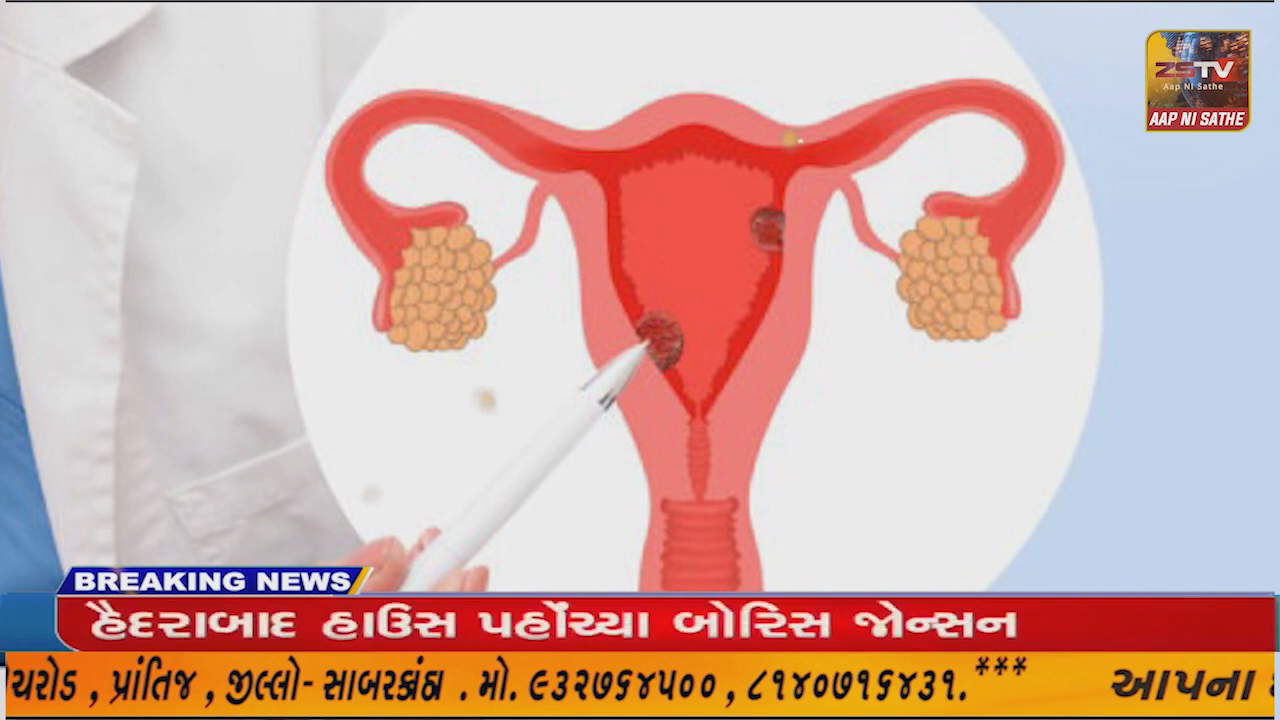 ZSTV
Aap Ni Sathe
AAP NI SATHE
BREAKING NEWS
હૈદરાબાદ હાઉસ પહોંચ્યા બોરિસ જોન્સન
ચરોડ , પ્રાંતિજ , જીલ્લો- સાબરકાંઠા . મો. ૯૩૨૭૬૪૫૦૦ , ૮૧૪૦૭૧૬૪૩૧.*** આપના